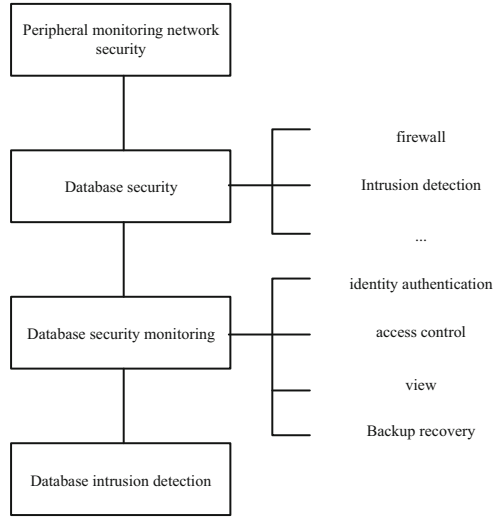 Peripheral monitoring network
security
firewall
Database security
Intrusion detection
...
identity authentication
Database security monitoring
access control
view
Backup recovery
Database intrusion detection